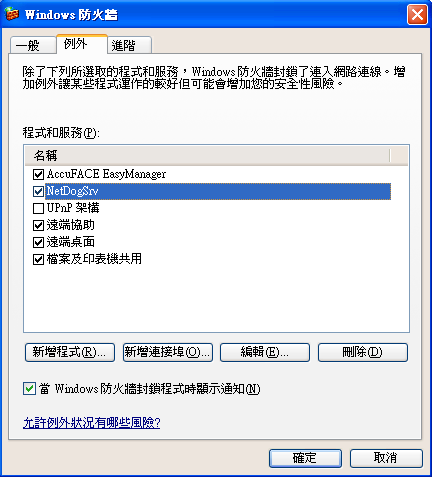 Windows 防火牆
一般
例外
進階
除了下列所選取的程式和服務，Windows 防火牆封鎖了連入網路連線。增
加例外讓某些程式運作的較好但可能會增加您的安全性風險。
程式和服務(P):
名稱
AccuFACE EasyManager
NetDogSrv
UPnP 架構
遠端協助
遠端桌面
檔案及印表機共用
新增程式(R)...
新增連接埠(O)...
編輯(E)...
刪除(D)
當 Windows 防火牆封鎖程式時顯示通知(N)
允許例外狀況有哪些風險?
確定
取消